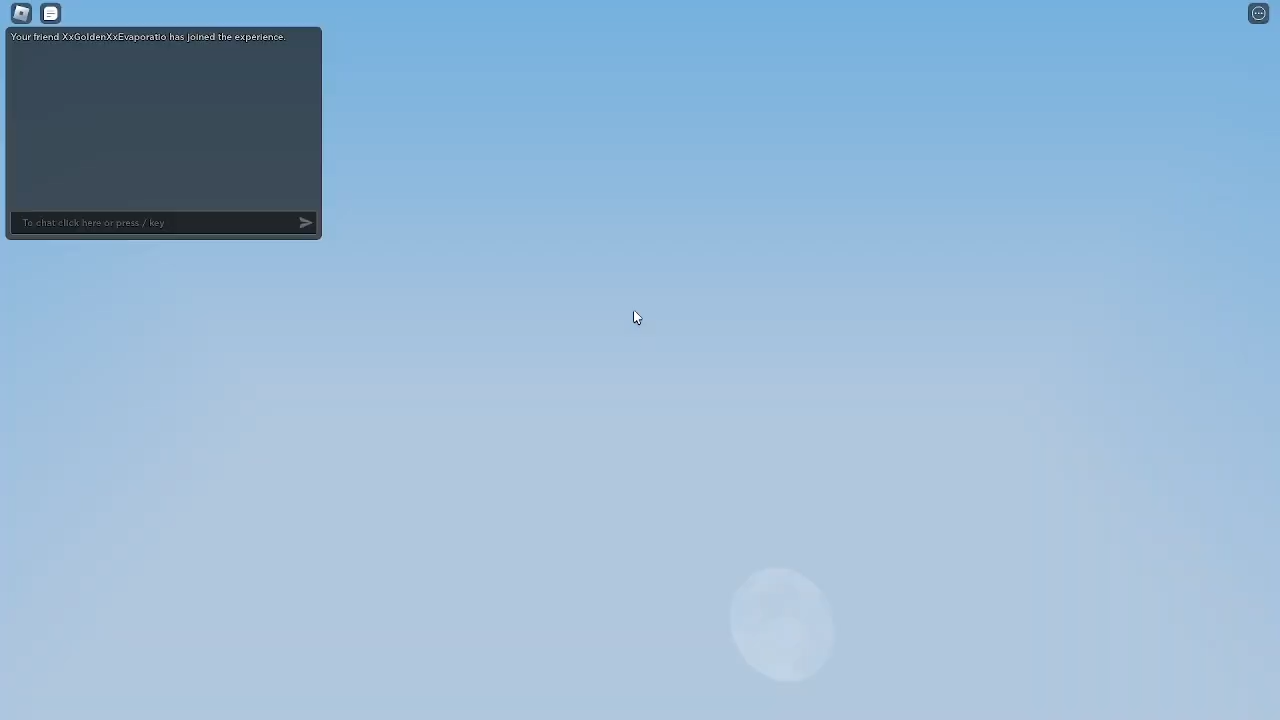 Your friend XxGoldenXxEvaporatio has joined the experience.
To chat click here or press / key